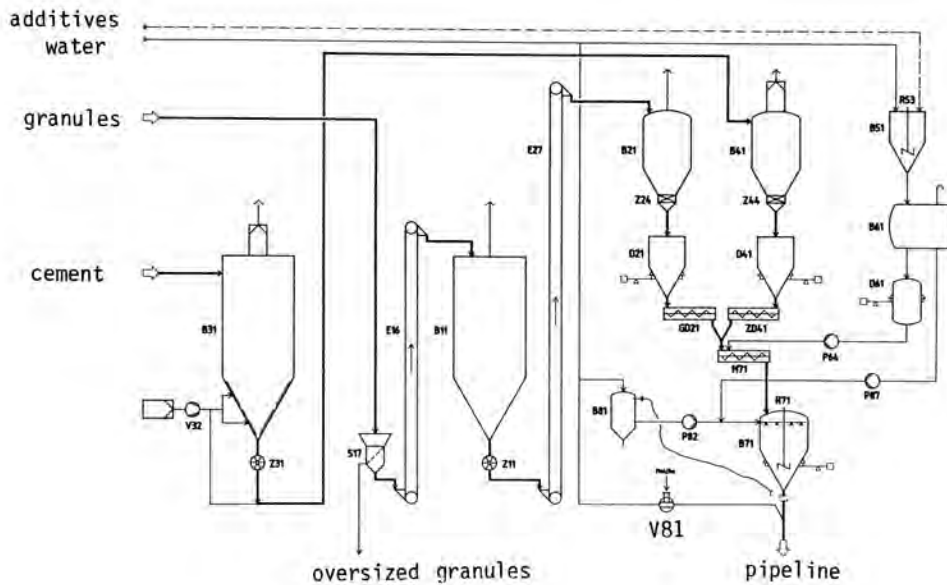 additives
water
granules
cement
R53
B51
E27
B21
B41
Z24
Z44
B61
D21
D41
D61
B31
E16
B11
GD21
ZD41
P64
M71
P87
R71
B81
P82
B71
V32
S17
Z31
Z11
V81
oversized granules
pipeline